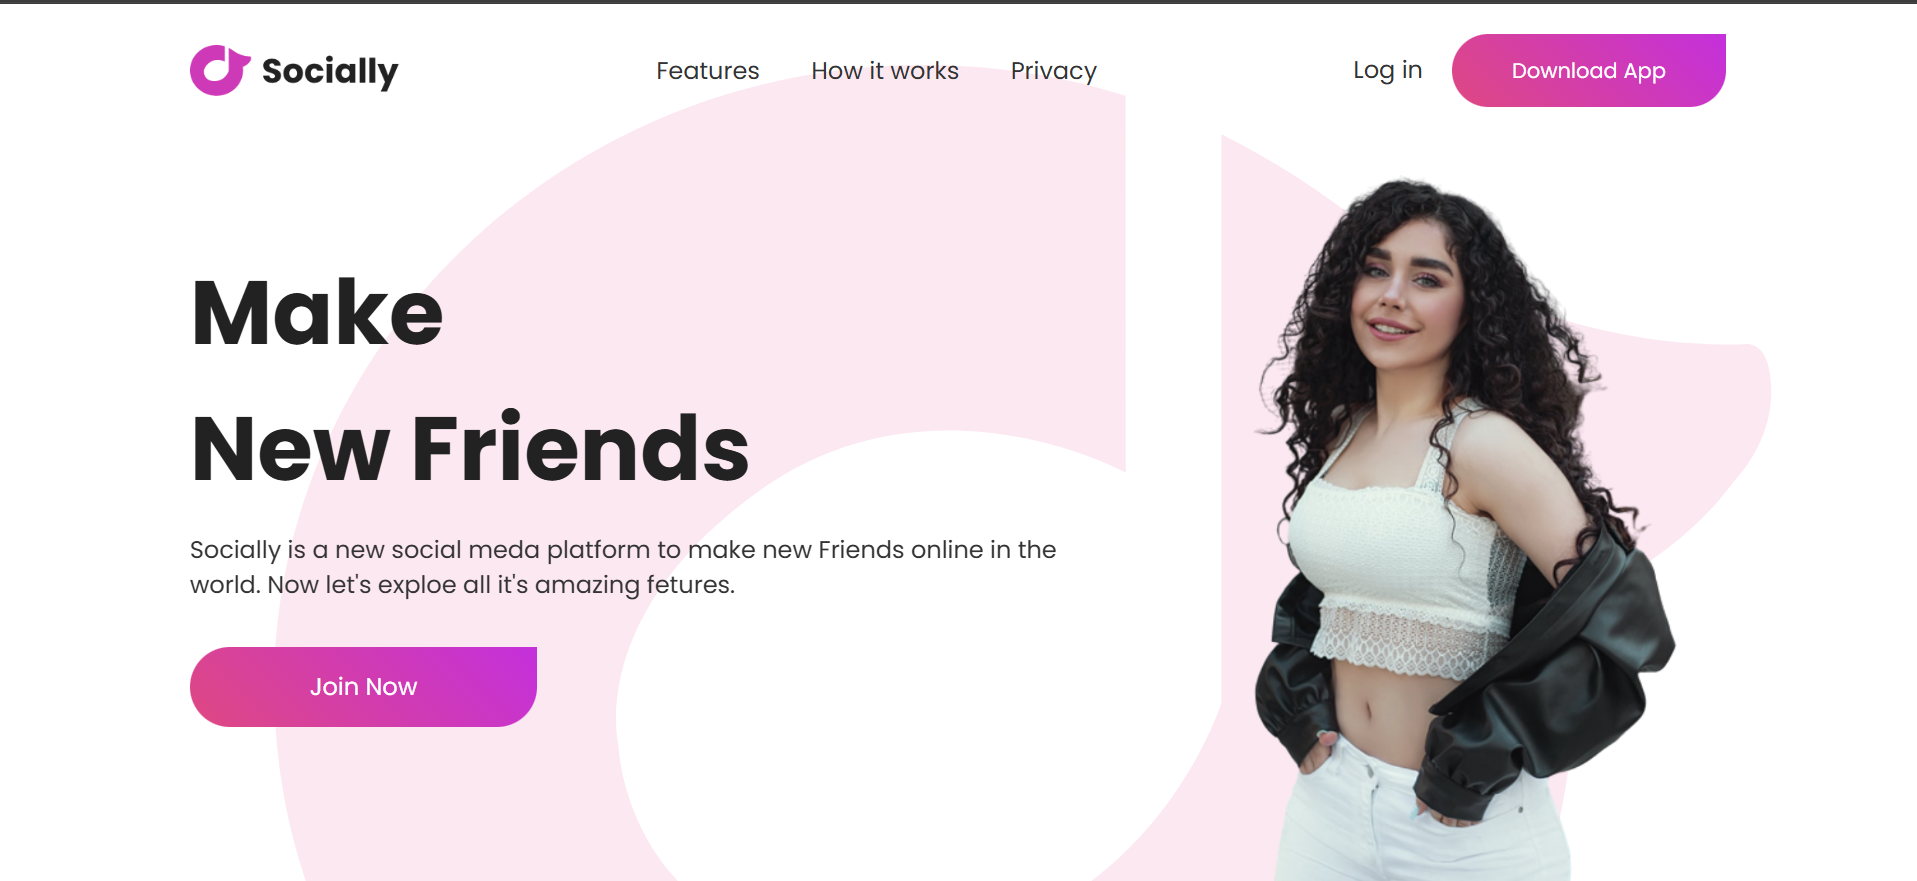 Socially
Features How it works Privacy
Log in Download App
Make
New Friends
Socially is a new social meda platform to make new Friends online in the
world. Now let's exploe all it's amazing fetures.
Join Now